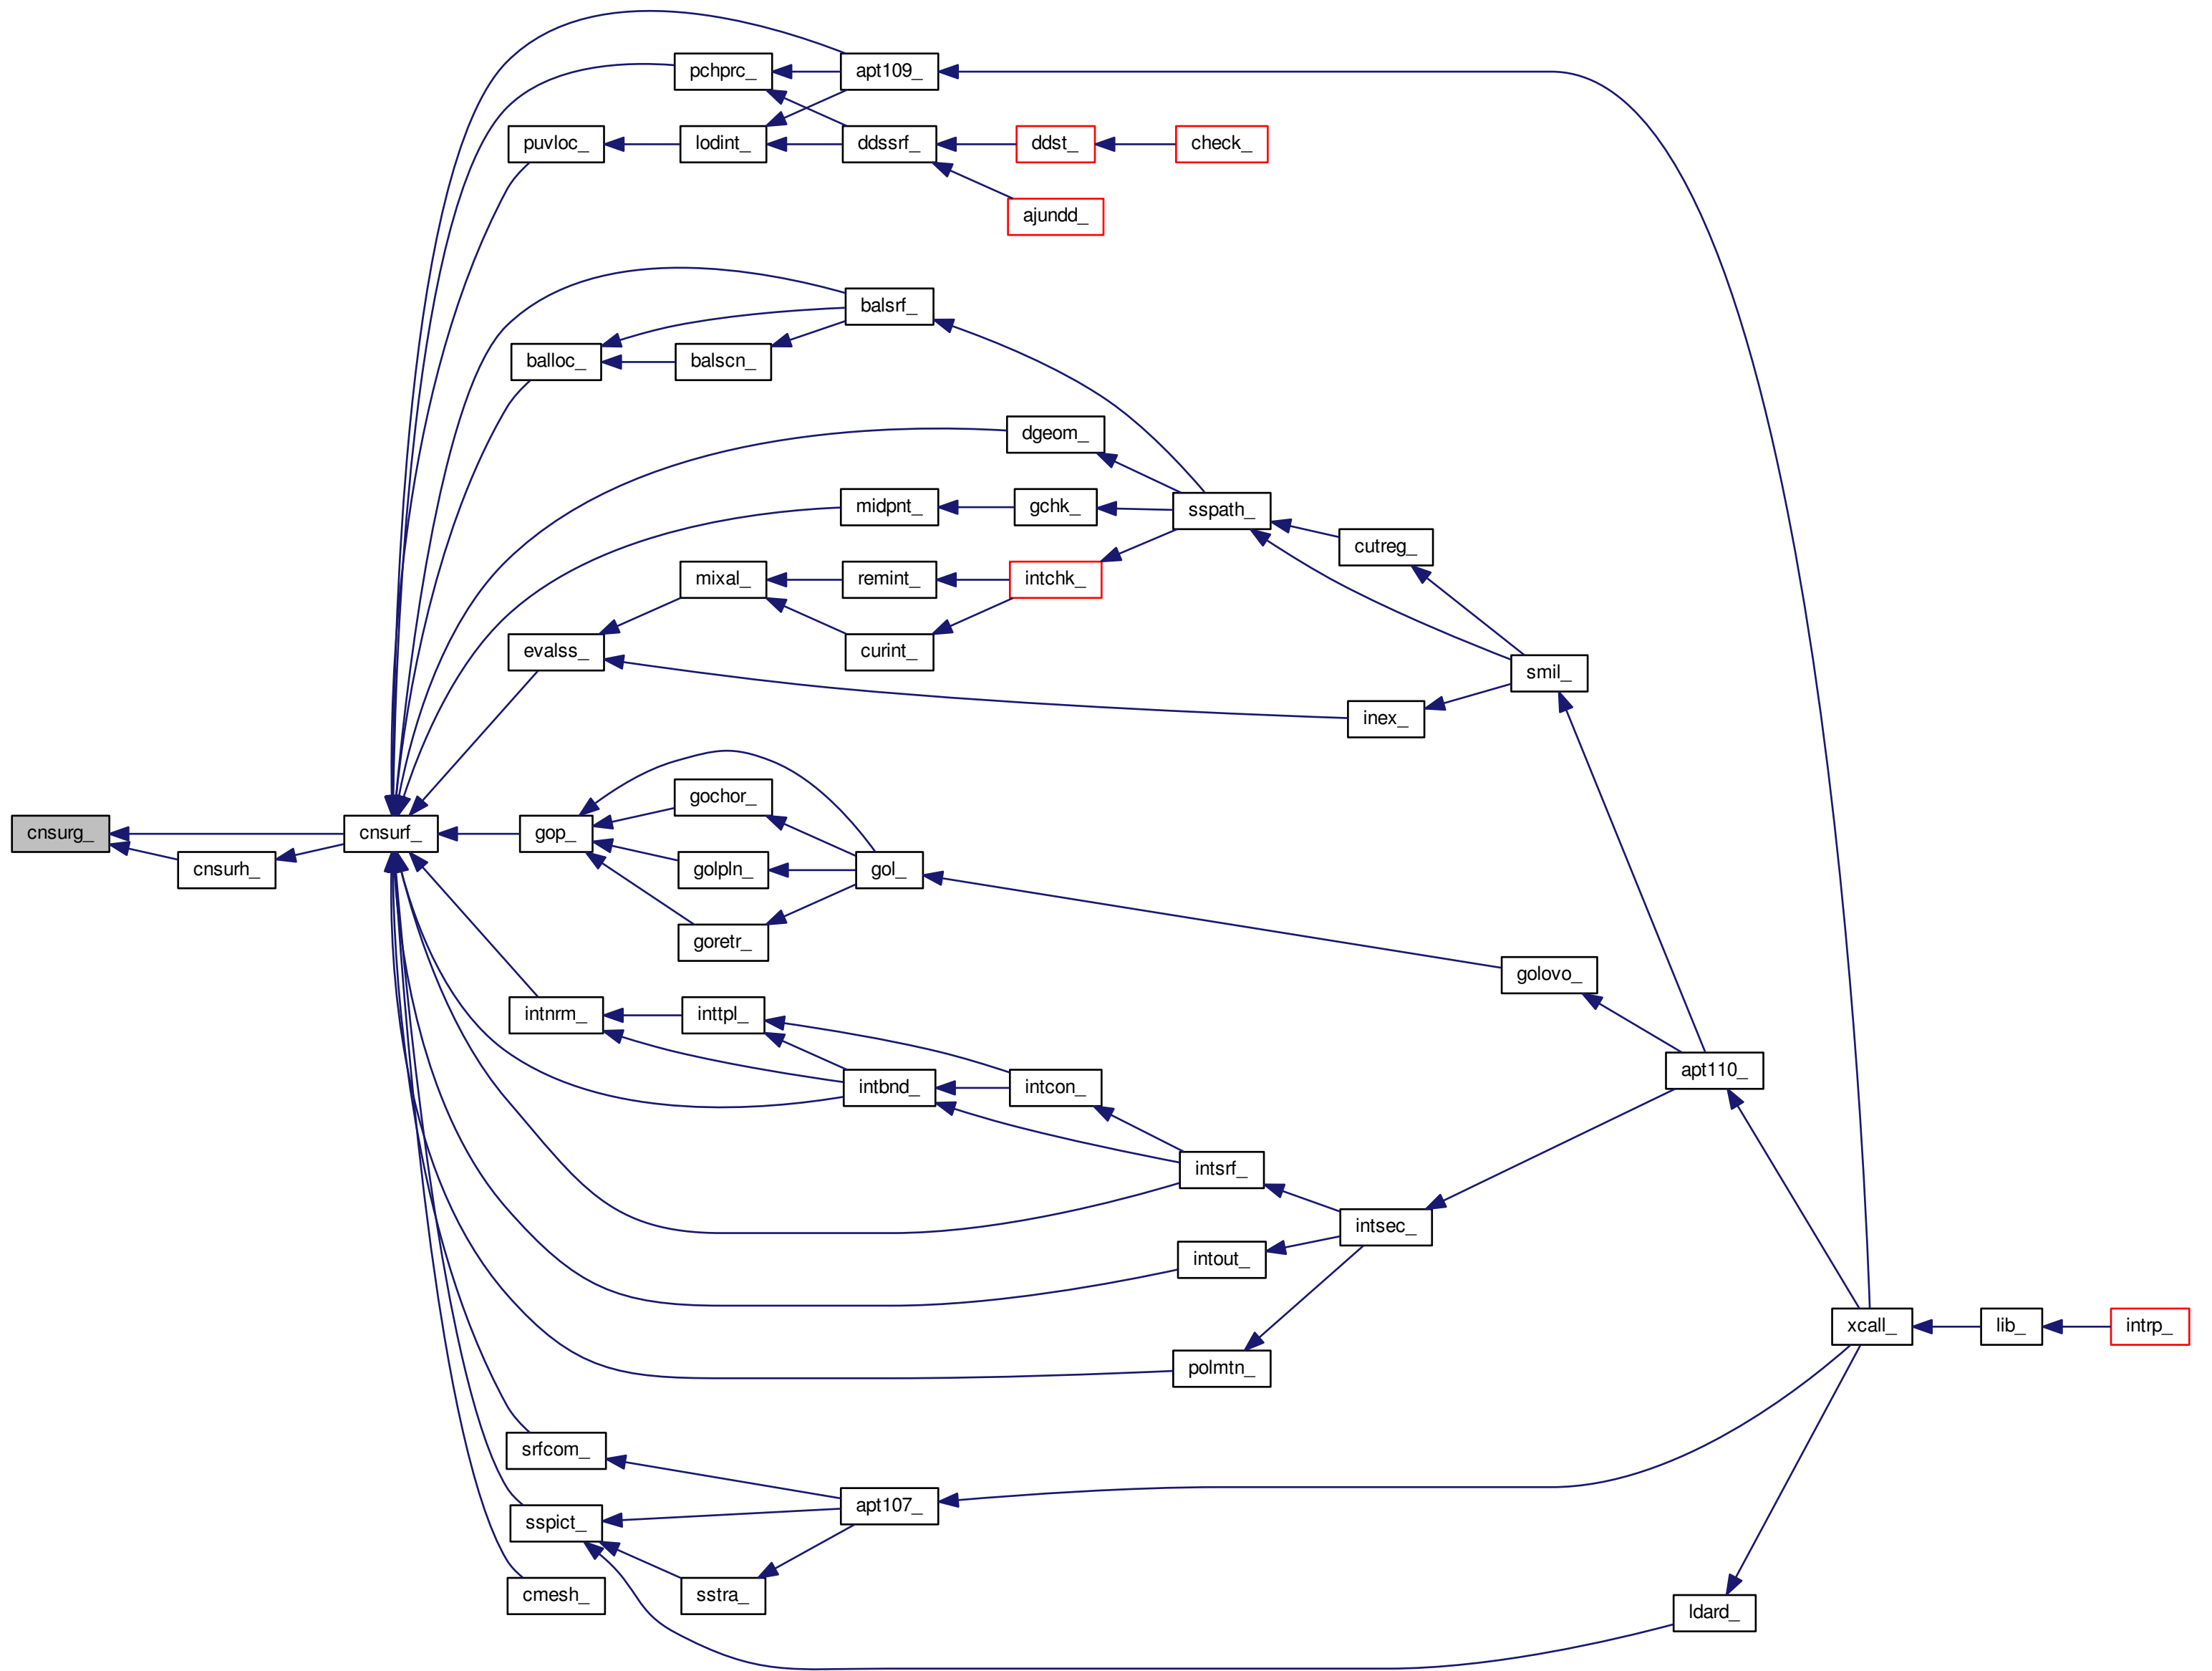 pchprc_
apt109_
puvloc_
lodint_
ddssrf_
ddst_
check_
ajundd_
balsrf_
balloc_
balscn_
dgeom_
midpnt_
gchk_
sspath_
cutreg_
mixal_
remint_
intchk_
evalss_
curint_
smil_
inex_
gochor_
cnsurg_
cnsurf_
gop_
cnsurh_
golpln_
gol_
goretr_
golovo_
intnrm_
inttpl_
apt110_
intbnd_
intcon_
intsrf_
intsec_
intout_
xcall_
lib_
intrp_
polmtn_
srfcom_
apt107_
sspict_
cmesh_
sstra_
ldard_